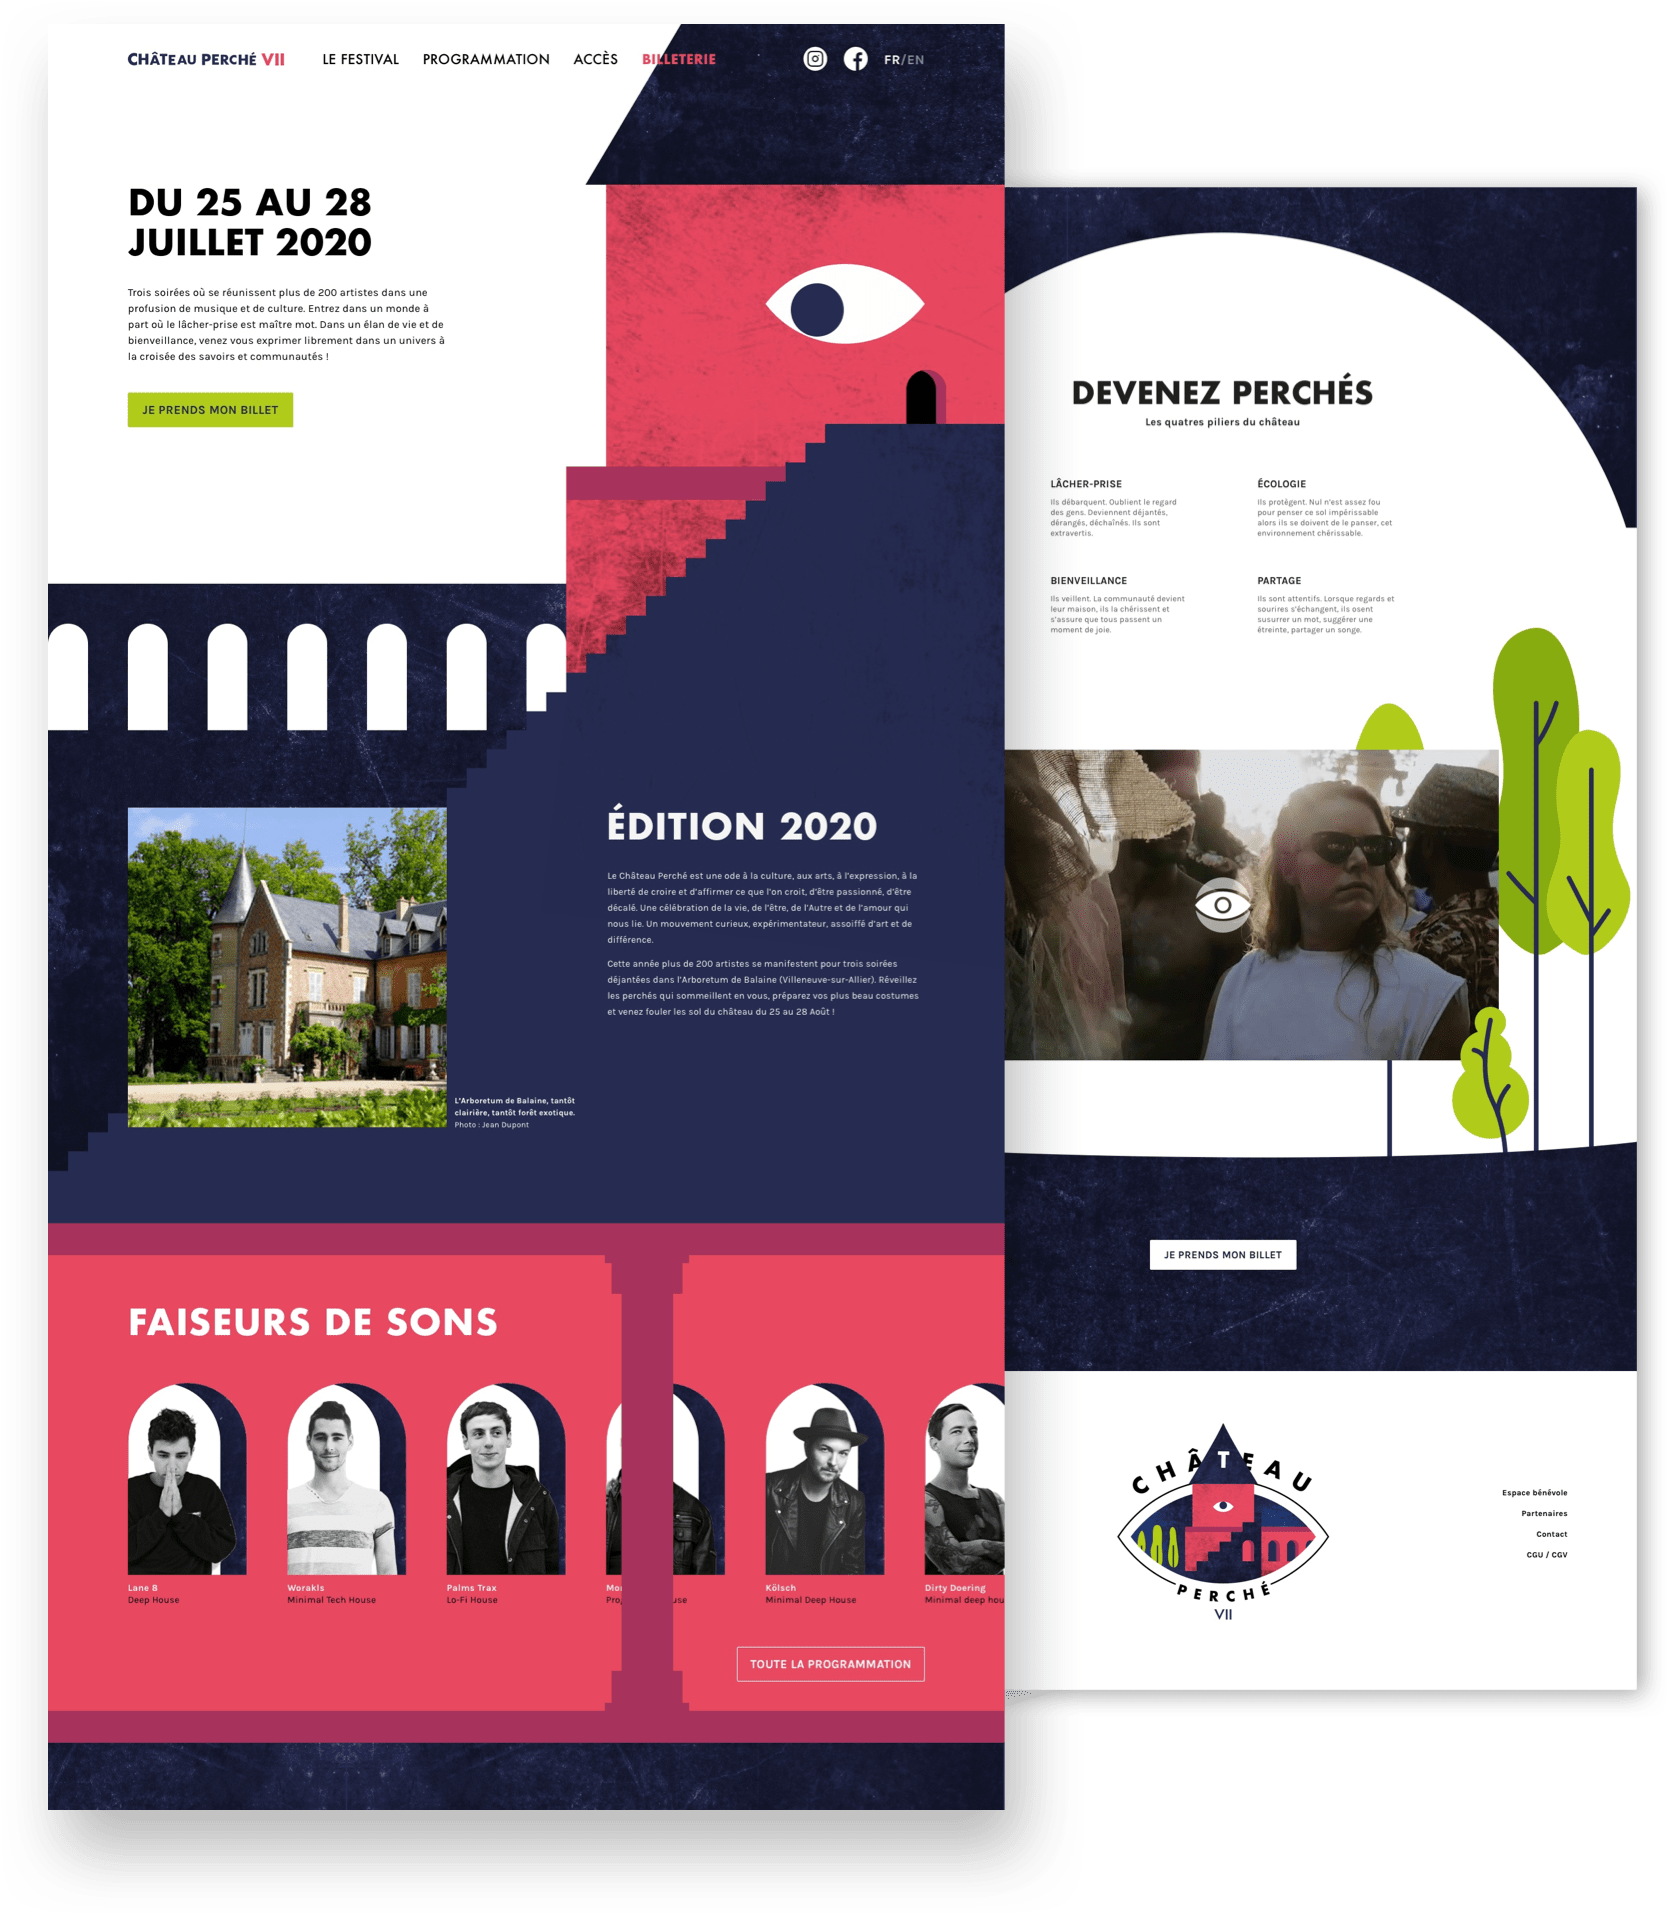 CHÂTEAU PERCHÉ VII
LE FESTIVAL
PROGRAMMATION
ACCÈS
BILLETERIE
FR/EN
DU 25 AU 28
JUILLET 2020
Trois soirées où se réunissent plus de 200 artistes dans une
profusion de musique et de culture. Entrez dans un monde à
part où le lâcher-prise est maître mot. Dans un élan de vie et de
bienveillance, venez vous exprimer librement dans un univers à
la croisée des savoirs et communautés !
JE PRENDS MON BILLET
ÉDITION 2020
Le Château Perché est une ode à la culture, aux arts, à l'expression, à la
liberté de croire et d'affirmer ce que l'on croit, d'être passionné, d'être
décalé. Une célébration de la vie, de l'être, de l'Autre et de l'amour qui
nous lie. Un mouvement curieux, expérimentateur, assoiffé d'art et de
différence.
Cette année plus de 200 artistes se manifestent pour trois soirées
déjantées dans l'Arboretum de Balaine (Villeneuve-sur-Allier). Réveillez
les perchés qui sommeillent en vous, préparez vos plus beau costumes
et venez fouler les sol du château du 25 au 28 Août !
L'Arboretum de Balaine, tantôt
clairière, tantôt forêt exotique.
Photo : Jean Dupont
FAISEURS DE SONS
Lane 8
Deep House
Worakls
Minimal Tech House
Palms Trax
Lo-Fi House
Kölsch
Minimal Deep House
Dirty Doering
Minimal deep hou
TOUTE LA PROGRAMMATION
DEVENEZ PERCHÉS
Les quatres piliers du château
LÂCHER-PRISE
Ils débarquent. Oublient le regard
des gens. Deviennent déjantés,
dérangés, déchaînés. Ils sont
extravertis.
ÉCOLOGIE
Ils protègent. Nul n'est assez fou
pour penser ce sol impérissable
alors ils se doivent de le panser, cet
environnement chérissable.
BIENVEILLANCE
Ils veillent. La communauté devient
leur maison, ils la chérissent et
s'assure que tous passent un
moment de joie.
PARTAGE
Ils sont attentifs. Lorsque regards et
sourires s'échangent, ils osent
susurrer un mot, suggérer une
étreinte, partager un songe.
JE PRENDS MON BILLET
CHÂTEAU
PERCHÉ
VII
Espace bénévole
Partenaires
Contact
CGU / CGV